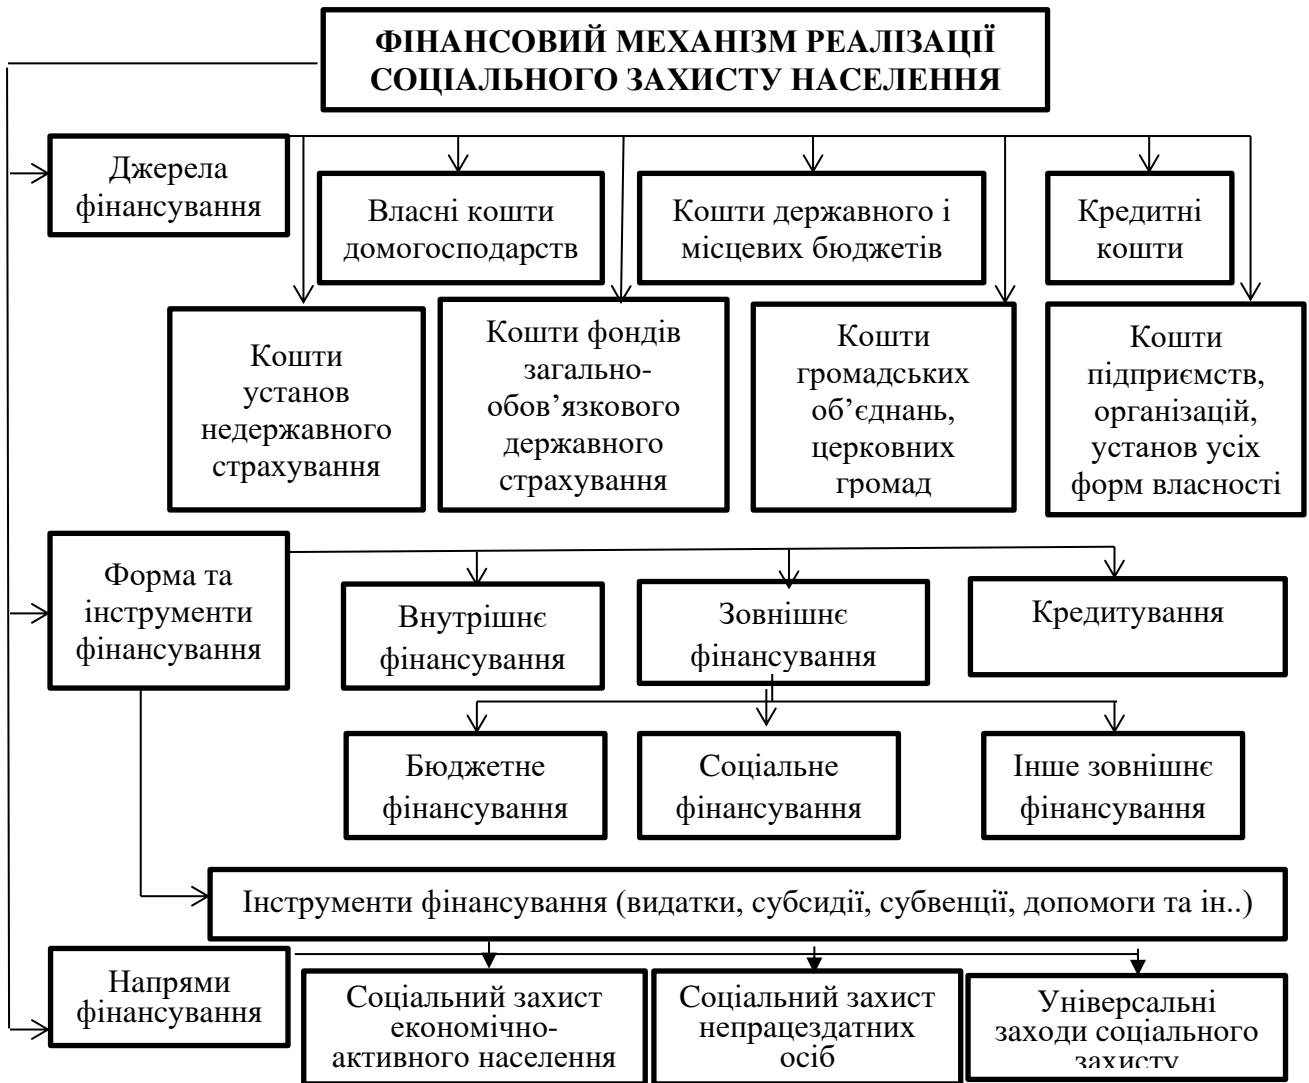 ФІНАНСОВИЙ МЕХАНІЗМ РЕАЛІЗАЦІЇ
СОЦІАЛЬНОГО ЗАХИСТУ НАСЕЛЕННЯ
Джерела
фінансування
Власні кошти
домогосподарств
Кошти державного і
місцевих бюджетів
Кредитні
кошти
Кошти
установ
недержавного
страхування
Кошти фондів
загально-
обов’язкового
державного
страхування
Кошти
громадських
об’єднань,
церковних
громад
Кошти
підприємств,
організацій,
установ усіх
форм власності
Форма та
інструменти
фінансування
Внутрішнє
фінансування
Зовнішнє
фінансування
Кредитування
Бюджетне
фінансування
Соціальне
фінансування
Інше зовнішнє
фінансування
Інструменти фінансування (видатки, субсидії, субвенції, допомоги та ін..)
Напрями
фінансування
Соціальний захист
економічно-
активного населення
Соціальний захист
непрацездатних
осіб
Універсальні
заходи соціального
захисту